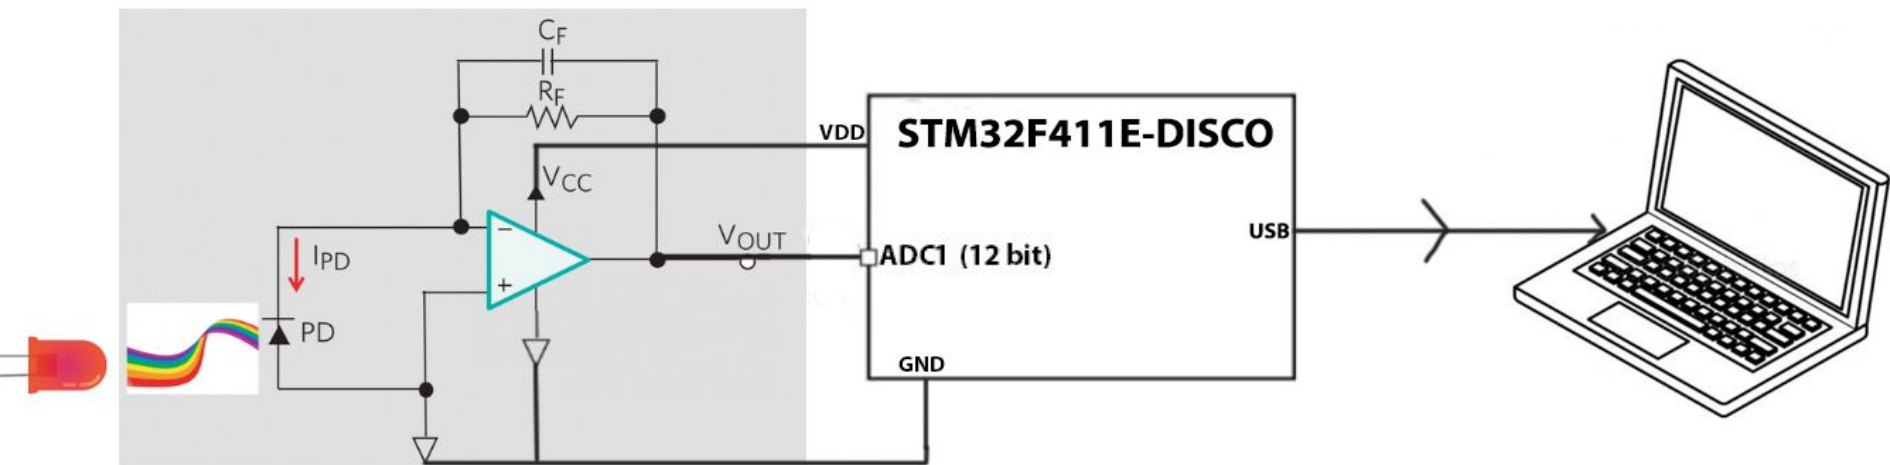 CF
RF
VDD
STM32F411E-DISCO
VCC
−
VOUT
ADC1 (12 bit)
USB
IPD
+
PD
GND